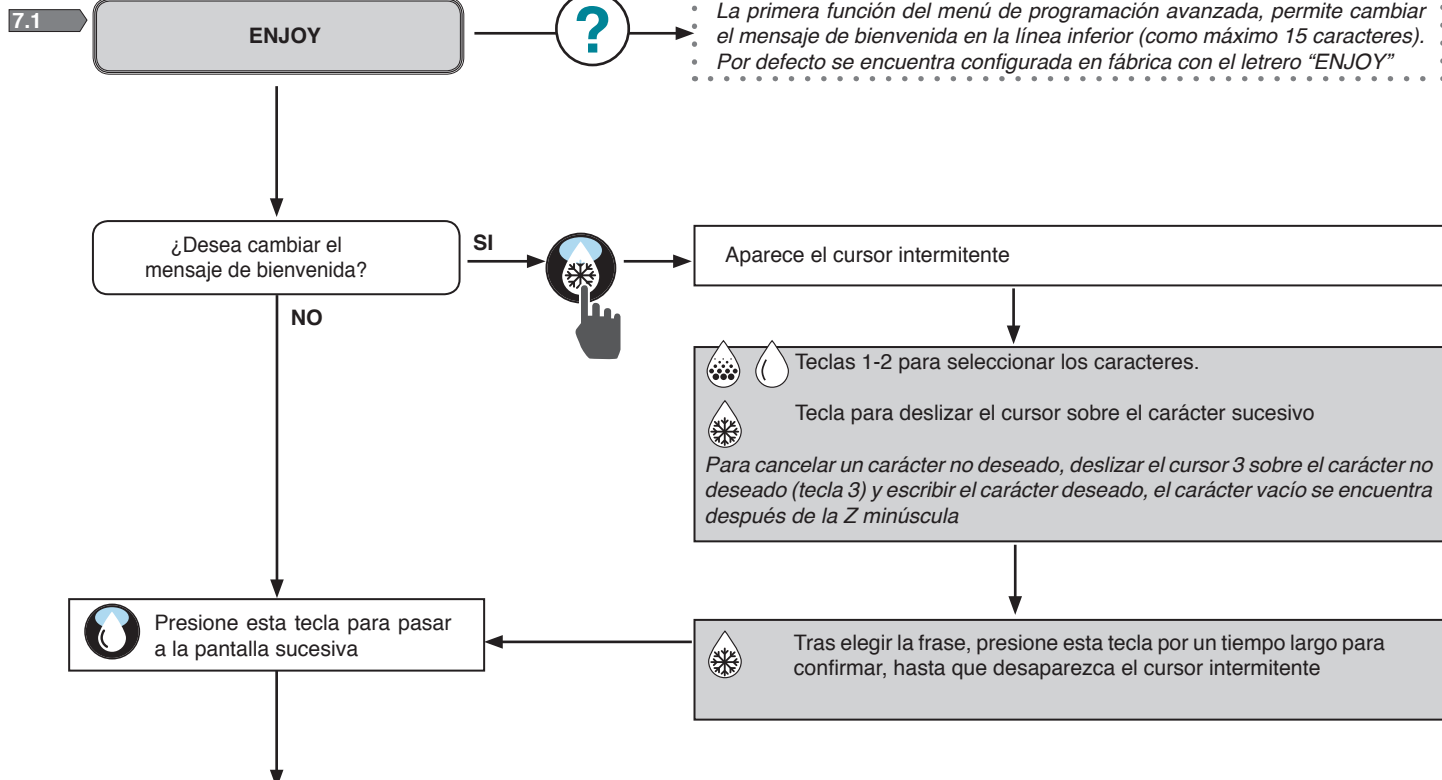 7.1
ENJOY
?
La primera función del menú de programación avanzada, permite cambiar
el mensaje de bienvenida en la línea inferior (como máximo 15 caracteres).
Por defecto se encuentra configurada en fábrica con el letrero “ENJOY”
¿Desea cambiar el
mensaje de bienvenida?
SI
Aparece el cursor intermitente
NO
Teclas 1-2 para seleccionar los caracteres.
Tecla para deslizar el cursor sobre el carácter sucesivo
Para cancelar un carácter no deseado, deslizar el cursor 3 sobre el carácter no
deseado (tecla 3) y escribir el carácter deseado, el carácter vacío se encuentra
después de la Z minúscula
Presione esta tecla para pasar
a la pantalla sucesiva
Tras elegir la frase, presione esta tecla por un tiempo largo para
confirmar, hasta que desaparezca el cursor intermitente